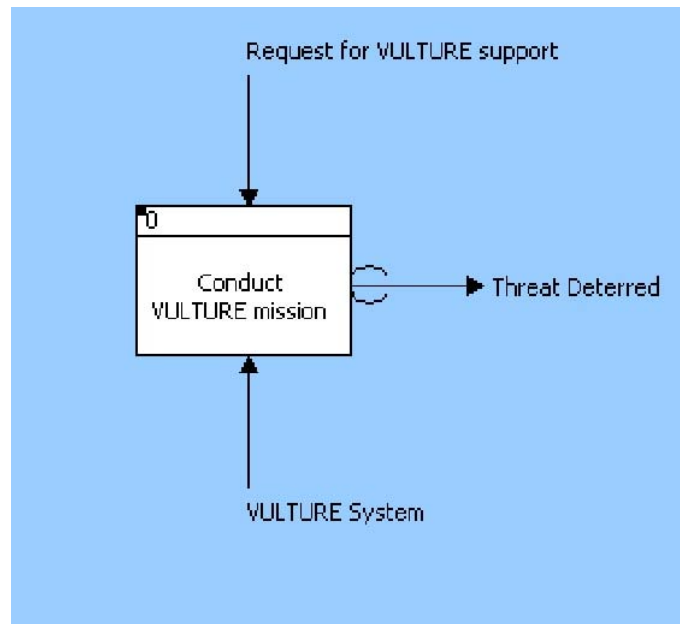 Request for VULTURE support
0
Conduct
VULTURE mission
Threat Deterred
VULTURE System